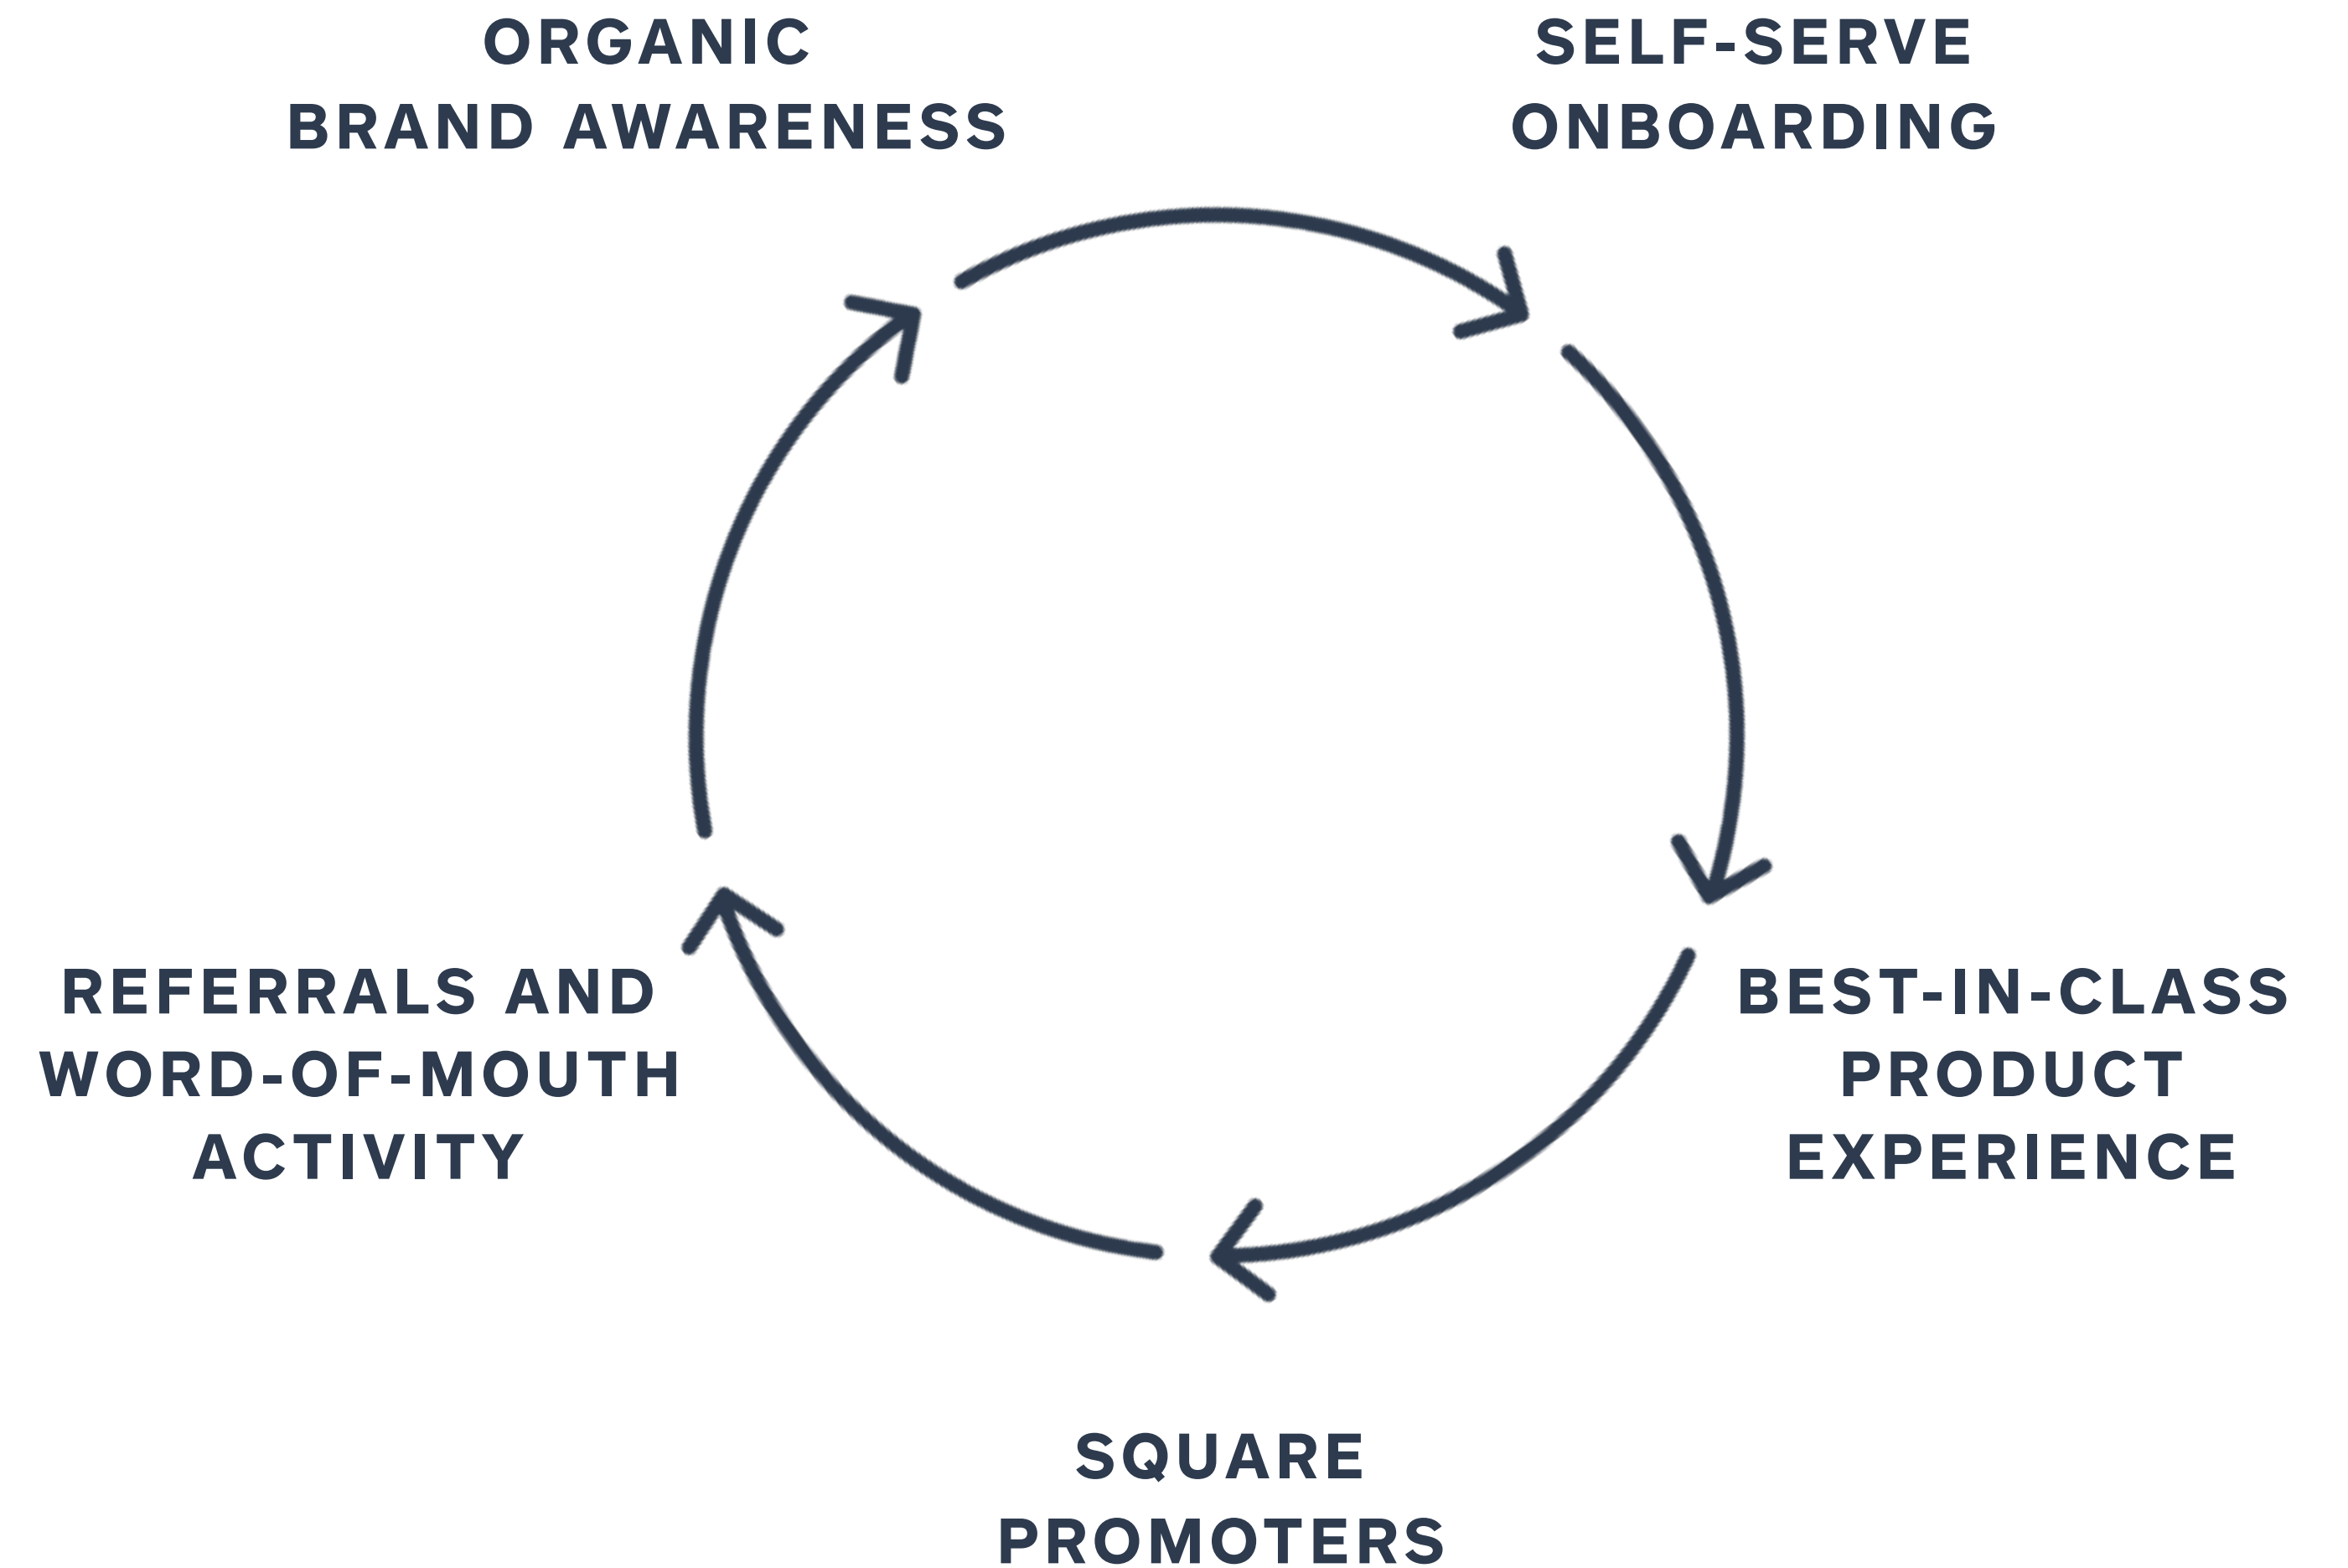 ORGANIC
BRAND AWARENESS
SELF-SERVE
ONBOARDING
REFERRALS AND
WORD-OF-MOUTH
ACTIVITY
BEST-IN-CLASS
PRODUCT
EXPERIENCE
SQUARE
PROMOTERS